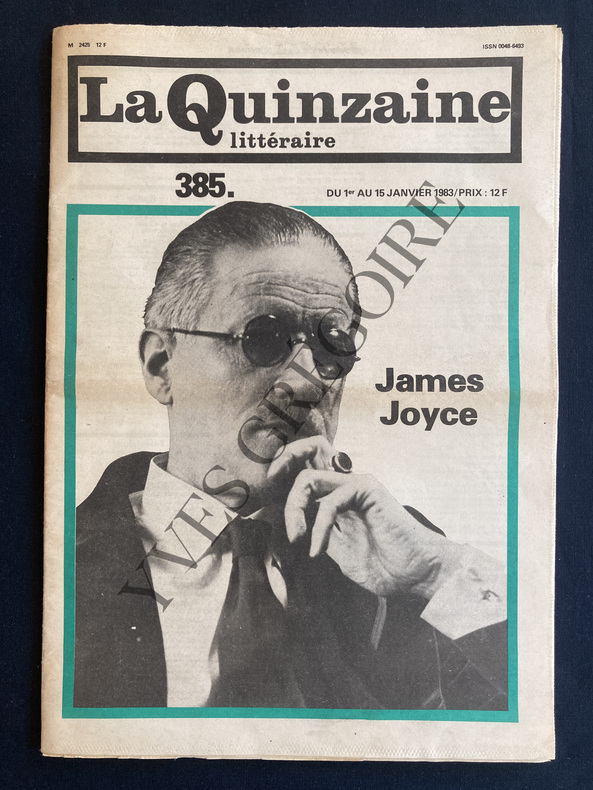 M 2425 12 F
ISSN 0048-6493
La Quinzaine
littéraire
385.
DU 1er AU 15 JANVIER 1983/PRIX : 12 F
James
Joyce
YVES GREGOIRE